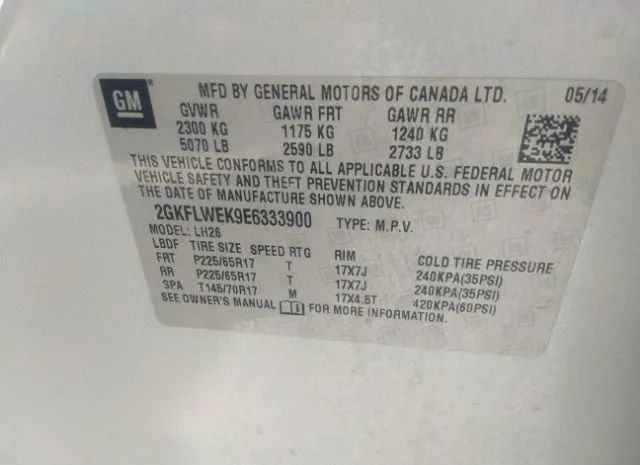 GM
MFD BY GENERAL MOTORS OF CANADA LTD. 05/14
GVWR GAWR FRT GAWR RR
2300 KG 1175 KG 1240 KG
5070 LB 2590 LB 2733 LB
THIS VEHICLE CONFORMS TO ALL APPLICABLE U.S. FEDERAL MOTOR
VEHICLE SAFETY AND THEFT PREVENTION STANDARDS IN EFFECT ON
THE DATE OF MANUFACTURE SHOWN ABOVE.
2GKFLWEK9E6333900 TYPE: M.P.V.
MODEL: LH26
LBDF TIRE SIZE SPEED RTG RIM COLD TIRE PRESSURE
FRT P225/65R17 T 17X7J 240KPA(35PSI)
RR P225/65R17 T 17X7J 240KPA(35PSI)
SPA T145/70R17 M 17X4.5T 420KPA(60PSI)
SEE OWNER'S MANUAL FOR MORE INFORMATION.